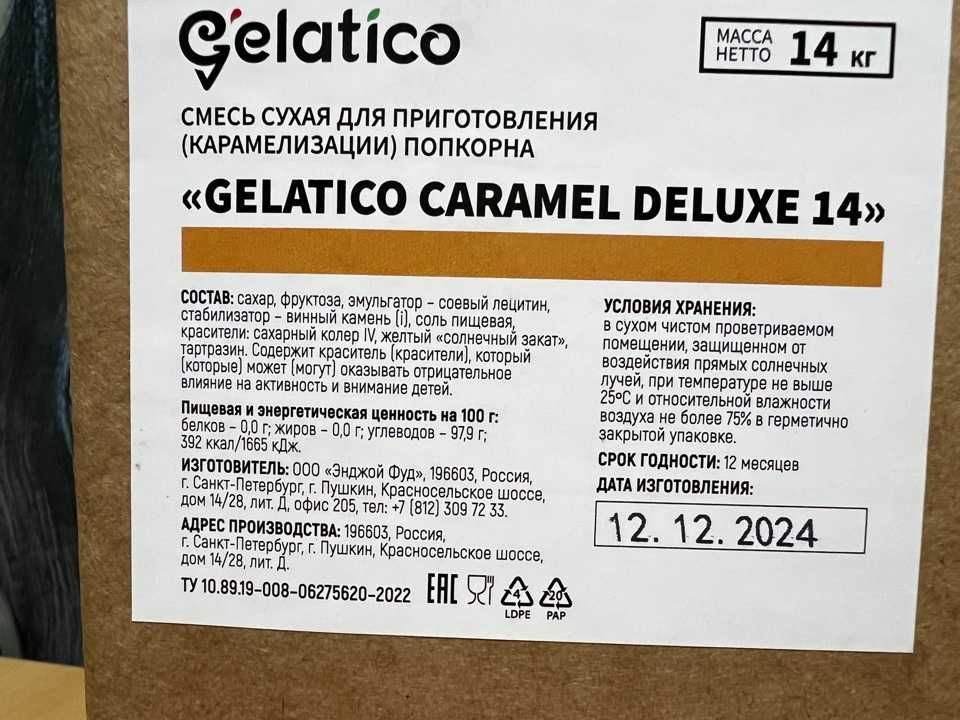 Gelatico
МАССА
НЕТТО 14 кг
СМЕСЬ СУХАЯ ДЛЯ ПРИГОТОВЛЕНИЯ
(КАРАМЕЛИЗАЦИИ) ПОПКОРНА
«GELATICO CARAMEL DELUXE 14»
СОСТАВ: сахар, фруктоза, эмульгатор – соевый лецитин,
стабилизатор – винный камень (i), соль пищевая,
красители: сахарный колер IV, желтый «солнечный закат»,
тартразин. Содержит краситель (красители), который
(которые) может (могут) оказывать отрицательное
влияние на активность и внимание детей.
Пищевая и энергетическая ценность на 100 г:
белков – 0,0 г; жиров – 0,0 г; углеводов – 97,9 г;
392 ккал/1665 кДж.
ИЗГОТОВИТЕЛЬ: ООО «Энджой Фуд», 196603, Россия,
г. Санкт-Петербург, г. Пушкин, Красносельское шоссе,
дом 14/28, лит. Д, офис 205, тел: +7 (812) 309 72 33.
АДРЕС ПРОИЗВОДСТВА: 196603, Россия,
г. Санкт-Петербург, г. Пушкин, Красносельское шоссе,
дом 14/28, лит. Д.
ТУ 10.89.19-008-06275620-2022 EAC 4 20
LDPE PAP
УСЛОВИЯ ХРАНЕНИЯ:
в сухом чистом проветриваемом
помещении, защищенном от
воздействия прямых солнечных
лучей, при температуре не выше
25ºС и относительной влажности
воздуха не более 75% в герметично
закрытой упаковке.
СРОК ГОДНОСТИ: 12 месяцев
ДАТА ИЗГОТОВЛЕНИЯ:
12. 12. 2024